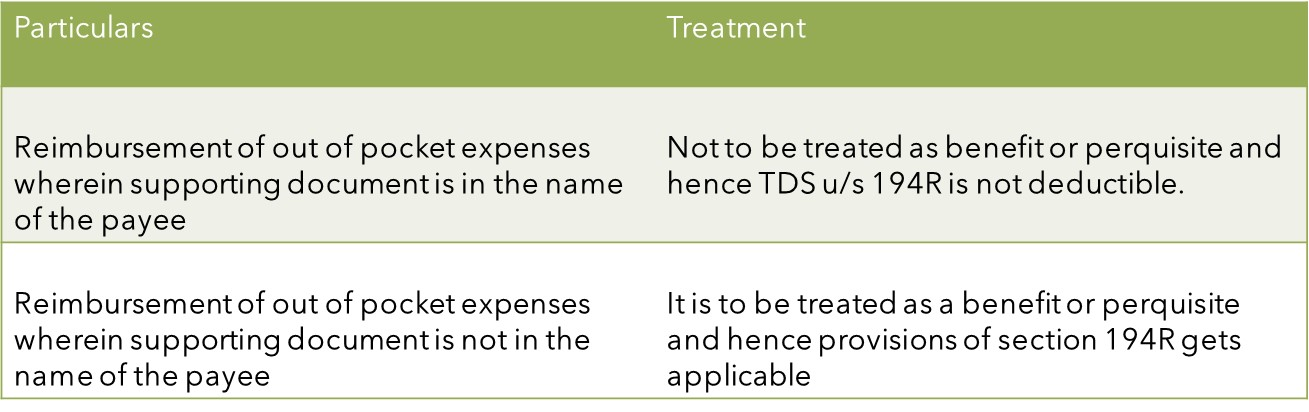 Particulars
Treatment
Reimbursement of out of pocket expenses
wherein supporting document is in the name
of the payee
Not to be treated as benefit or perquisite and
hence TDS u/s 194R is not deductible.
Reimbursement of out of pocket expenses
wherein supporting document is not in the
name of the payee
It is to be treated as a benefit or perquisite
and hence provisions of section 194R gets
applicable